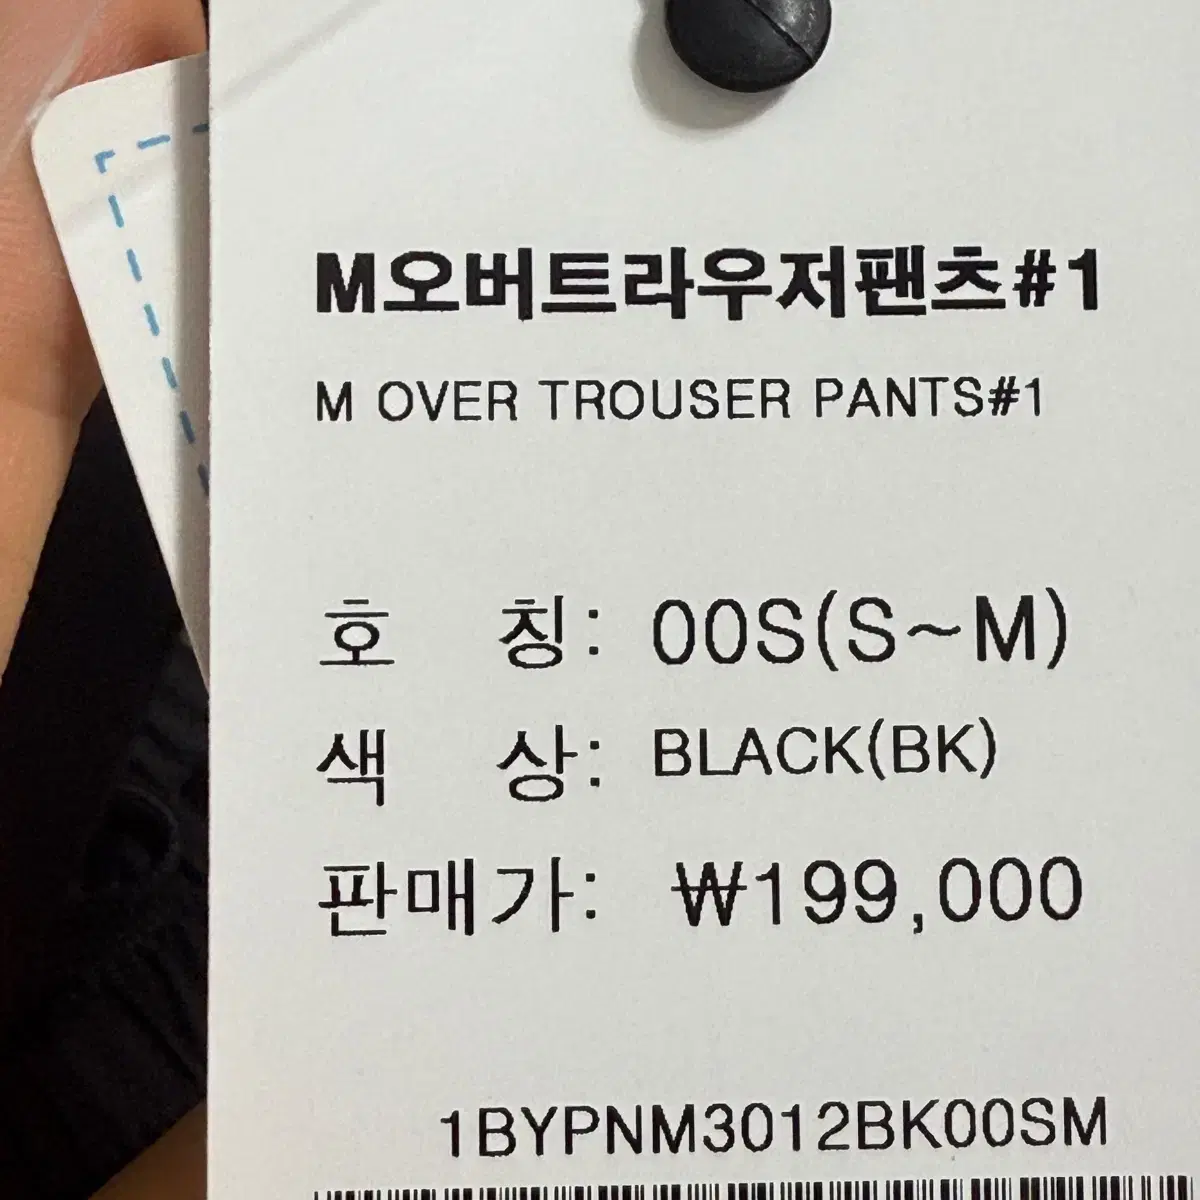 M오버트라우저팬츠#1
M OVER TROUSER PANTS#1
호 칭: 00S(S~M)
색 상: BLACK(BK)
판매가: ₩199,000
1BYPNM3012BK00SM